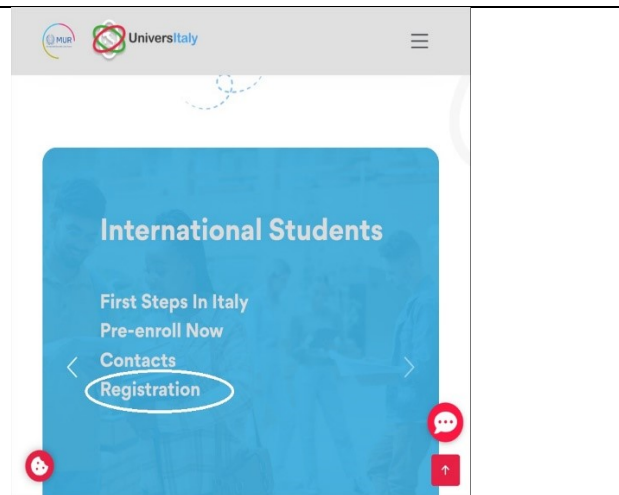 MUR
UniversItaly
International Students
First Steps In Italy
Pre-enroll Now
Contacts
Registration